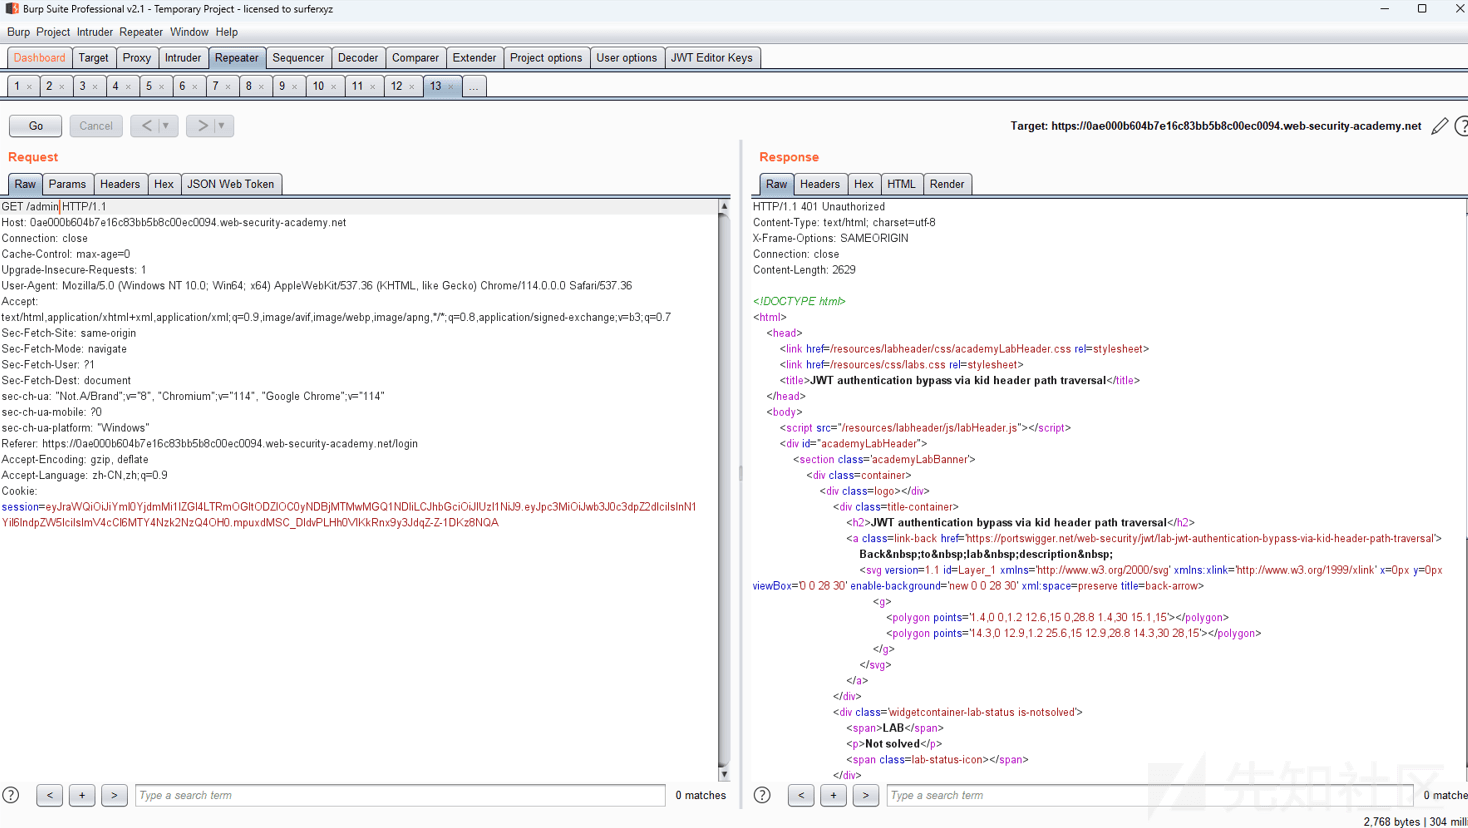 Burp Suite Professional v2.1 - Temporary Project - licensed to surferxyz
Burp Project Intruder Repeater Window Help
Dashboard Target Proxy Intruder Repeater Sequencer Decoder Comparer Extender Project options User options JWT Editor Keys
1 × 2 × 3 × 4 × 5 × 6 × 7 × 8 × 9 × 10 × 11 × 12 × 13 × ...
Go Cancel < ▼ > ▼ Target: https://0ae000b604b7e16c83bb5b8c00ec0094.web-security-academy.net ?
Request
Raw Params Headers Hex JSON Web Token
GET /admin HTTP/1.1
Host: 0ae000b604b7e16c83bb5b8c00ec0094.web-security-academy.net
Connection: close
Cache-Control: max-age=0
Upgrade-Insecure-Requests: 1
User-Agent: Mozilla/5.0 (Windows NT 10.0; Win64; x64) AppleWebKit/537.36 (KHTML, like Gecko) Chrome/114.0.0.0 Safari/537.36
Accept:
text/html,application/xhtml+xml,application/xml;q=0.9,image/avif,image/webp,image/apng,*/*;q=0.8,application/signed-exchange;v=b3;q=0.7
Sec-Fetch-Site: same-origin
Sec-Fetch-Mode: navigate
Sec-Fetch-User: ?1
Sec-Fetch-Dest: document
sec-ch-ua: "Not.A/Brand";v="8", "Chromium";v="114", "Google Chrome";v="114"
sec-ch-ua-mobile: ?0
sec-ch-ua-platform: "Windows"
Referer: https://0ae000b604b7e16c83bb5b8c00ec0094.web-security-academy.net/login
Accept-Encoding: gzip, deflate
Accept-Language: zh-CN,zh;q=0.9
Cookie:
? < + > Type a search term 0 matches
Response
Raw Headers Hex HTML Render
HTTP/1.1 401 Unauthorized
Content-Type: text/html; charset=utf-8
X-Frame-Options: SAMEORIGIN
Connection: close
Content-Length: 2629
<!DOCTYPE html>
<html>
<head>
<link href=/resources/labheader/css/academyLabHeader.css rel=stylesheet>
<link href=/resources/css/labs.css rel=stylesheet>
<title>JWT authentication bypass via kid header path traversal</title>
</head>
<body>
<script src="/resources/labheader/js/labHeader.js"></script>
<div id="academyLabHeader">
<section class='academyLabBanner'>
<div class=container>
<div class=logo></div>
<div class=title-container>
<h2>JWT authentication bypass via kid header path traversal</h2>
<a class=link-back href='https://portswigger.net/web-security/jwt/lab-jwt-authentication-bypass-via-kid-header-path-traversal'>
Back&nbsp;to&nbsp;lab&nbsp;description&nbsp;
<svg version=1.1 id=Layer_1 xmlns='http://www.w3.org/2000/svg' xmlns:xlink='http://www.w3.org/1999/xlink' x=0px y=0px
viewBox='0 0 28 30' enable-background='new 0 0 28 30' xml:space=preserve title=back-arrow>
<g>
<polygon points='1.4,0 0,1.2 12.6,15 0,28.8 1.4,30 15.1,15'></polygon>
<polygon points='14.3,0 12.9,1.2 25.6,15 12.9,28.8 14.3,30 28,15'></polygon>
</g>
</svg>
</a>
</div>
<div class='widgetcontainer-lab-status is-notsolved'>
<span>LAB</span>
<p>Not solved</p>
<span class=lab-status-icon></span>
</div>
? < + > Type a search term 0 matche
2,768 bytes | 304 milli
先知社区